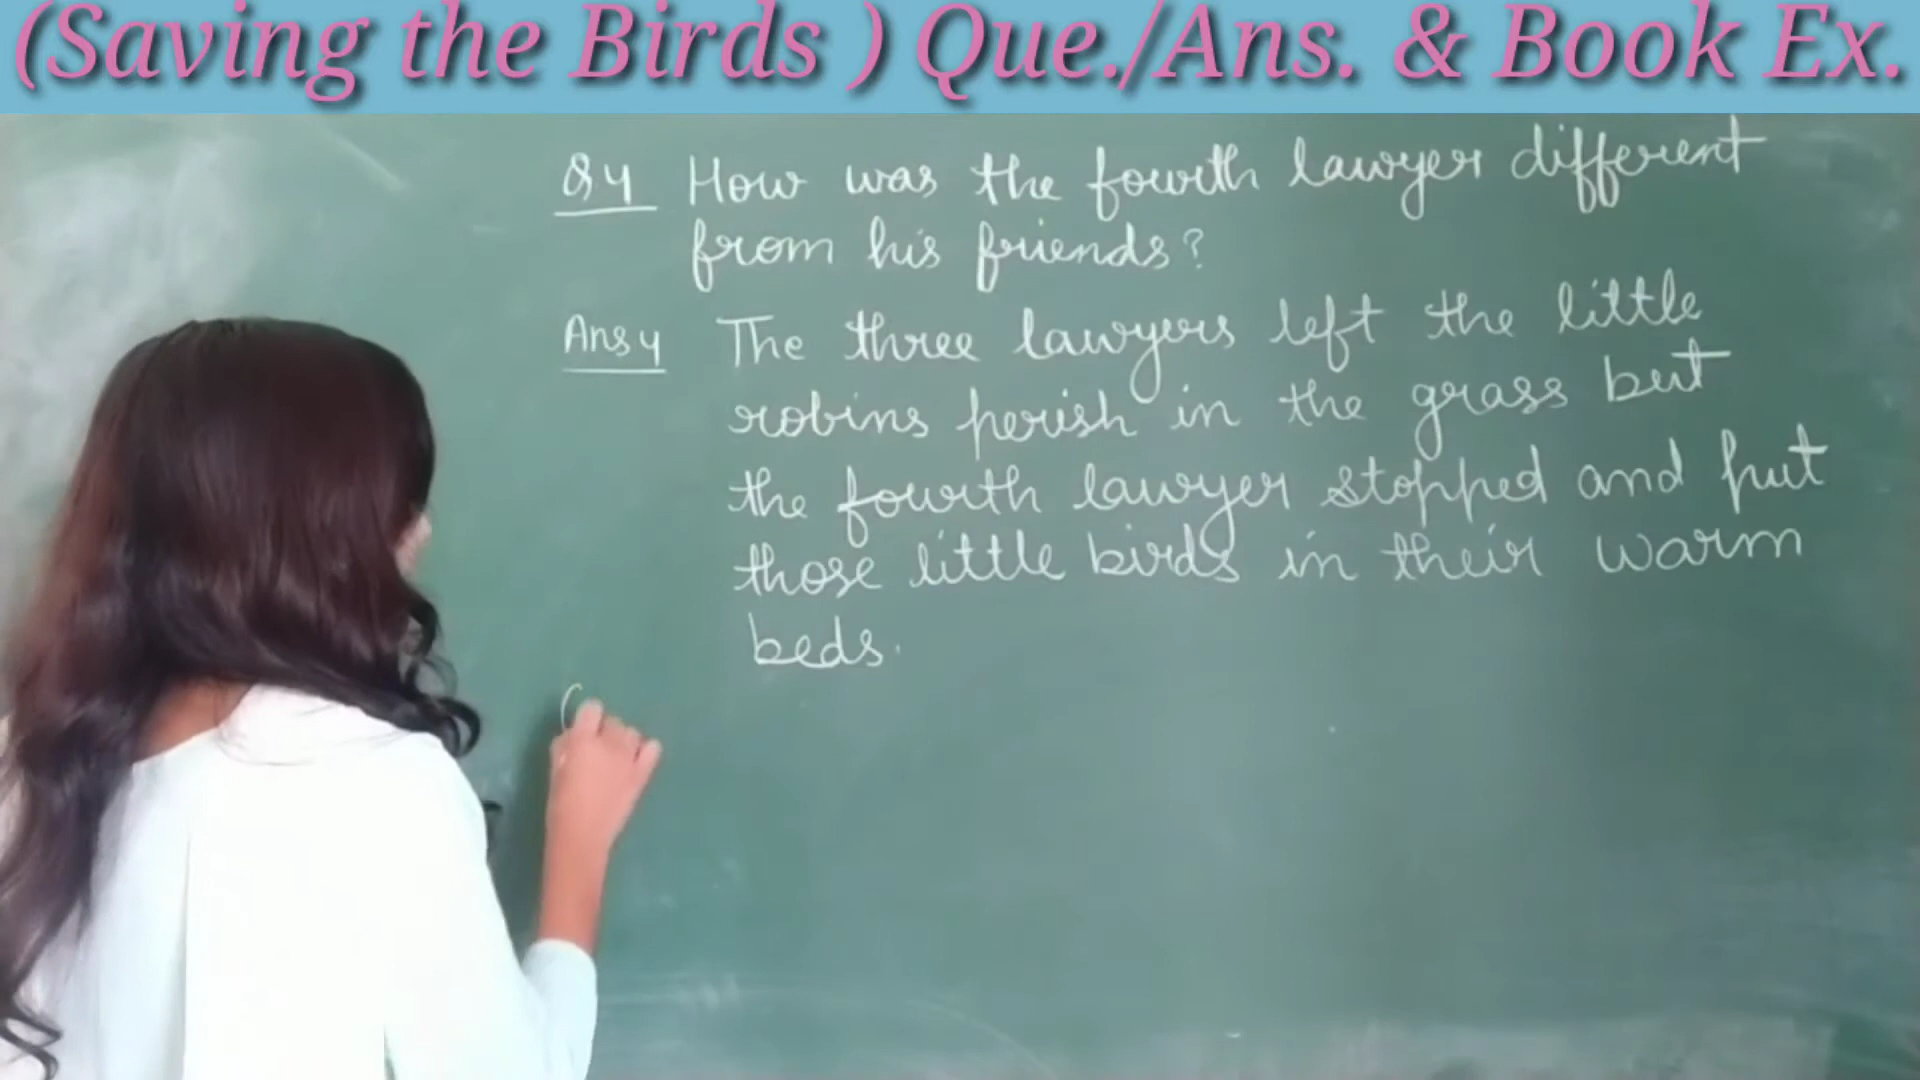 (Saving the Birds ) Que./Ans. & Book Ex.
Q4 How was the fourth lawyer different
from his friends?
Ans4 The three lawyers left the little
robins perish in the grass but
the fourth lawyer stopped and put
those little birds in their warm
beds.